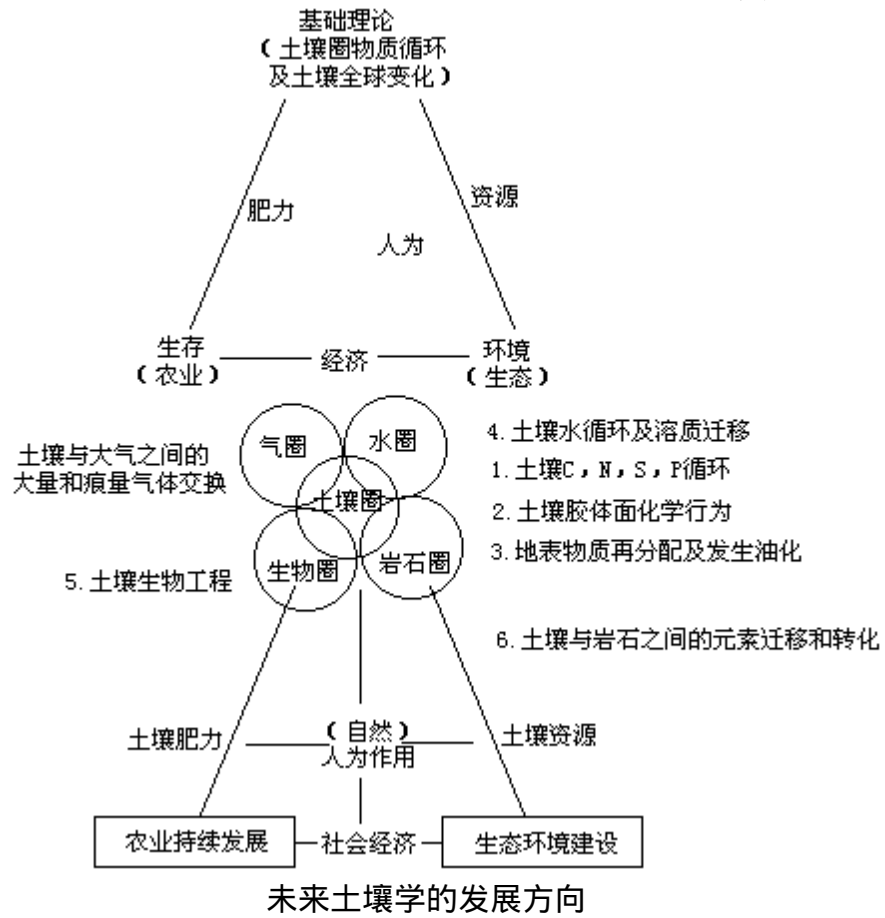 基础理论
(土壤圈物质循环
及土壤全球变化)
肥力
资源
人为
生存
(农业)
经济
环境
(生态)
气圈
水圈
土壤圈
生物圈
岩石圈
土壤与大气之间的
大量和痕量气体交换
4.土壤水循环及溶质迁移
1.土壤C,N,S,P循环
2.土壤胶体面化学行为
3.地表物质再分配及发生油化
5.土壤生物工程
6.土壤与岩石之间的元素迁移和转化
土壤肥力
(自然)
人为作用
土壤资源
农业持续发展
社会经济
生态环境建设
未来土壤学的发展方向